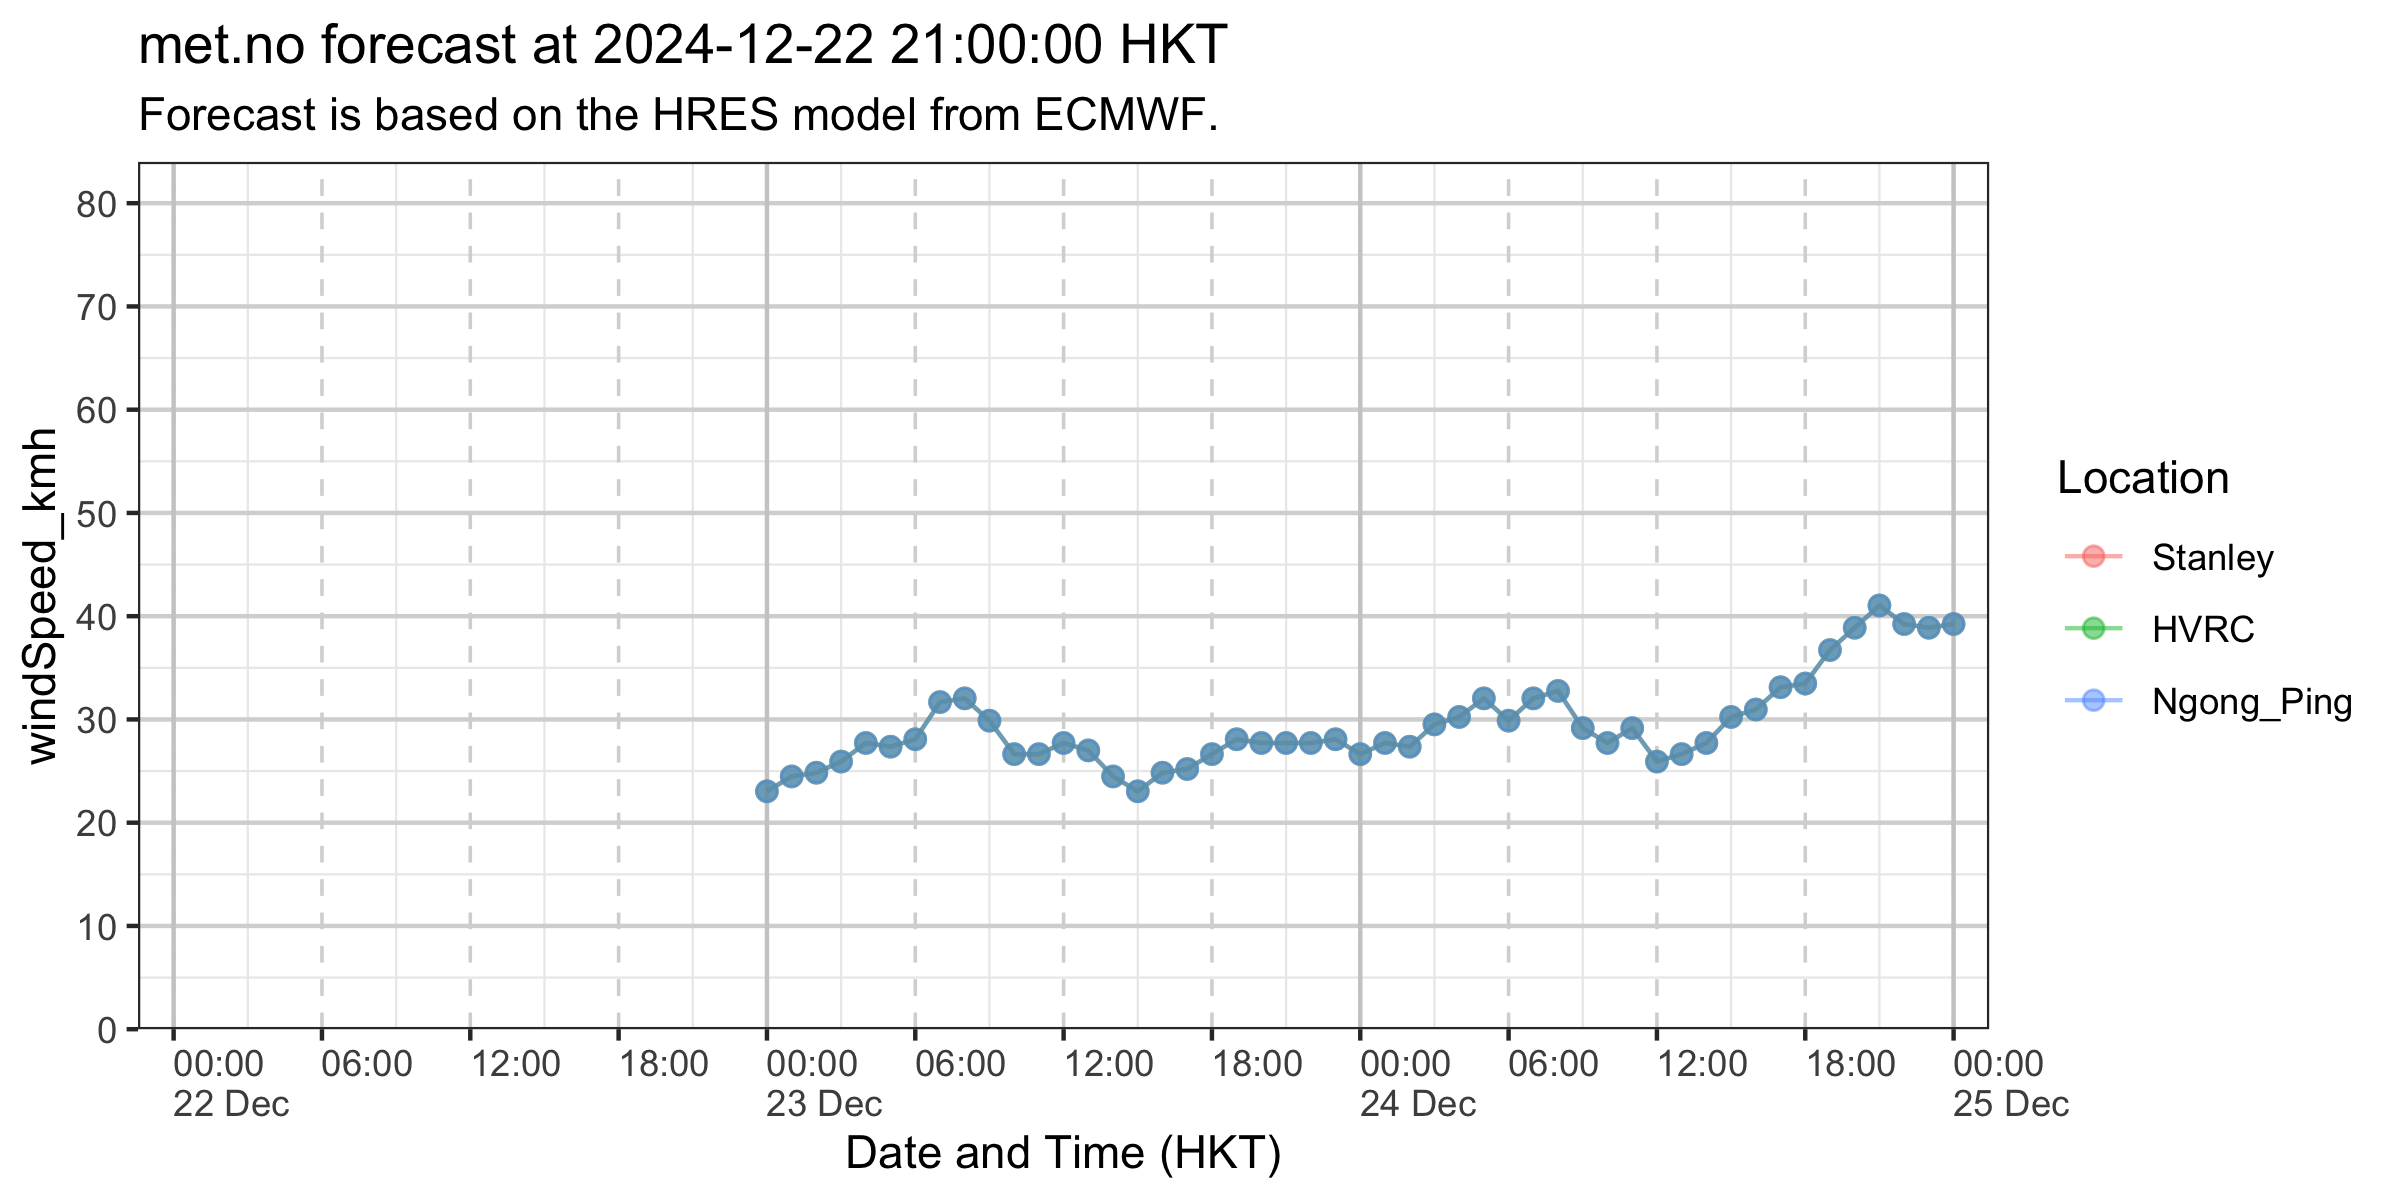 met.no forecast at 2024-12-22 21:00:00 HKT
Forecast is based on the HRES model from ECMWF.
windSpeed_kmh
80
70
60
50
40
30
20
10
0
00:00 06:00 12:00 18:00 00:00 06:00 12:00 18:00 00:00 06:00 12:00 18:00 00:00
22 Dec 23 Dec 24 Dec 25 Dec
Date and Time (HKT)
Location
Stanley
HVRC
Ngong_Ping